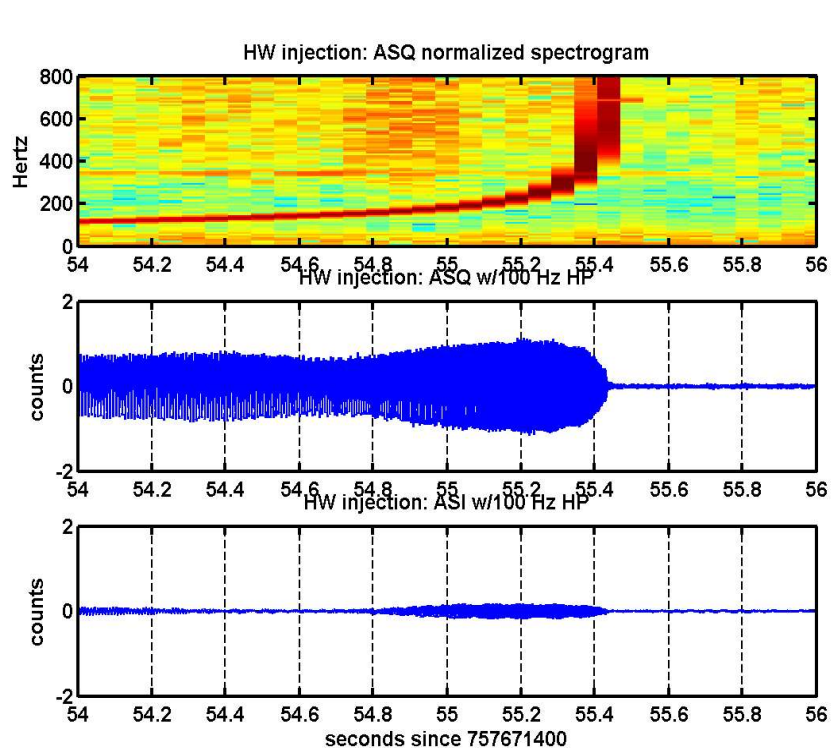 HW injection: ASQ normalized spectrogram
800
600
400
200
0
Hertz
54 54.2 54.4 54.6 54.8 55 55.2 55.4 55.6 55.8 56
HW injection: ASQ w/100 Hz HP
2
0
-2
counts
54 54.2 54.4 54.6 54.8 55 55.2 55.4 55.6 55.8 56
HW injection: ASI w/100 Hz HP
2
0
-2
counts
54 54.2 54.4 54.6 54.8 55 55.2 55.4 55.6 55.8 56
seconds since 757671400